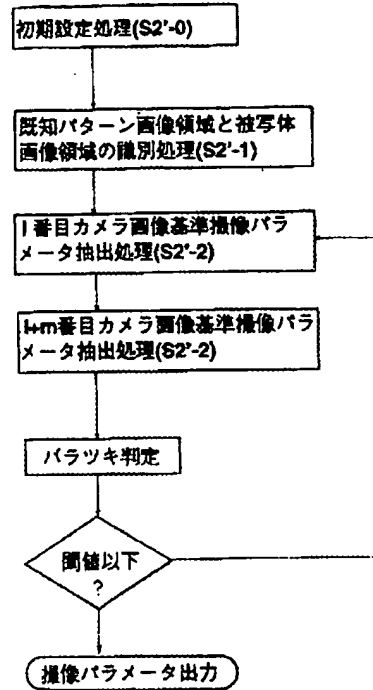 初期設定処理(S2'-0)
既知パターン画像領域と被写体
画像領域の識別処理(S2'-1)
i番目カメラ画像基準撮像パラ
メータ抽出処理(S2'-2)
i+m番目カメラ画像基準撮像パラ
メータ抽出処理(S2'-2)
バラツキ判定
閾値以下
?
撮像パラメータ出力